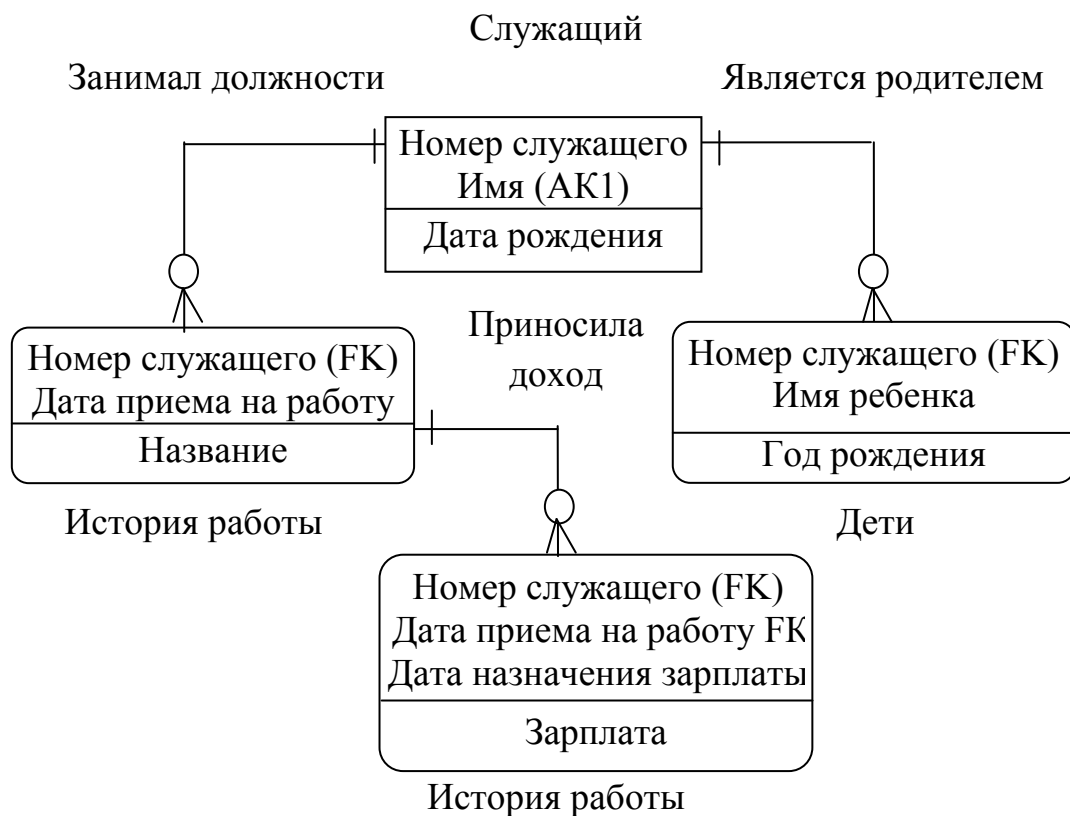 Служащий
Занимал должности
Является родителем
Номер служащего
Имя (АК1)
Дата рождения
Приносила
доход
Номер служащего (FK)
Дата приема на работу
Название
Номер служащего (FK)
Имя ребенка
Год рождения
История работы
Дети
Номер служащего (FK)
Дата приема на работу FK
Дата назначения зарплаты
Зарплата
История работы